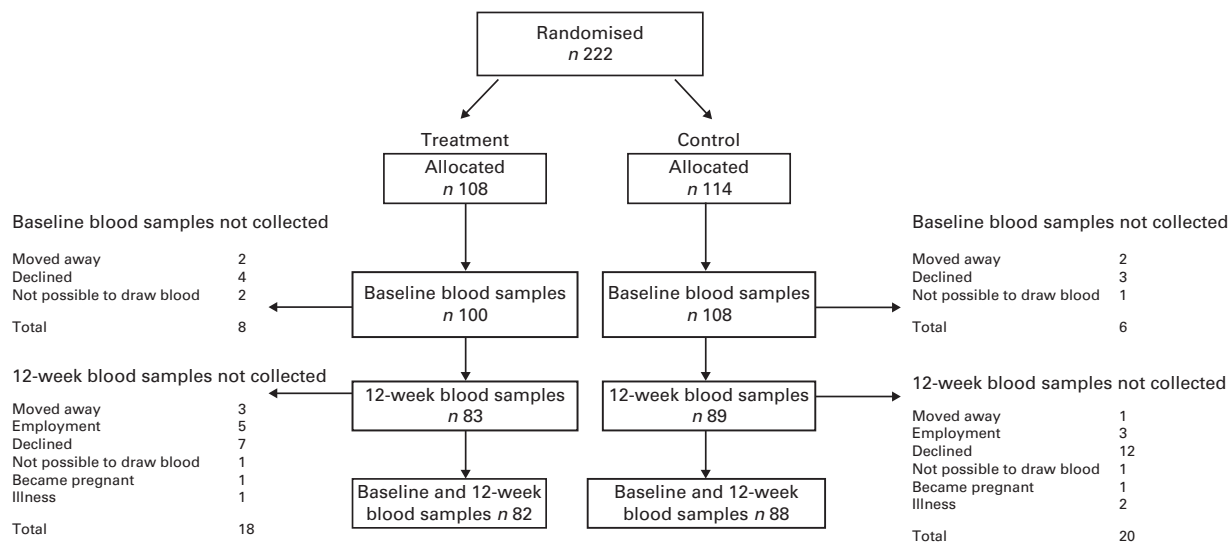 Randomised
n 222
Treatment
Control
Allocated
n 108
Allocated
n 114
Baseline blood samples not collected
Moved away 2
Declined 4
Not possible to draw blood 2
Total 8
Baseline blood samples
n 100
Baseline blood samples
n 108
Baseline blood samples not collected
Moved away 2
Declined 3
Not possible to draw blood 1
Total 6
12-week blood samples not collected
Moved away 3
Employment 5
Declined 7
Not possible to draw blood 1
Became pregnant 1
Illness 1
Total 18
12-week blood samples
n 83
12-week blood samples
n 89
12-week blood samples not collected
Moved away 1
Employment 3
Declined 12
Not possible to draw blood 1
Became pregnant 1
Illness 2
Total 20
Baseline and 12-week
blood samples n 82
Baseline and 12-week
blood samples n 88